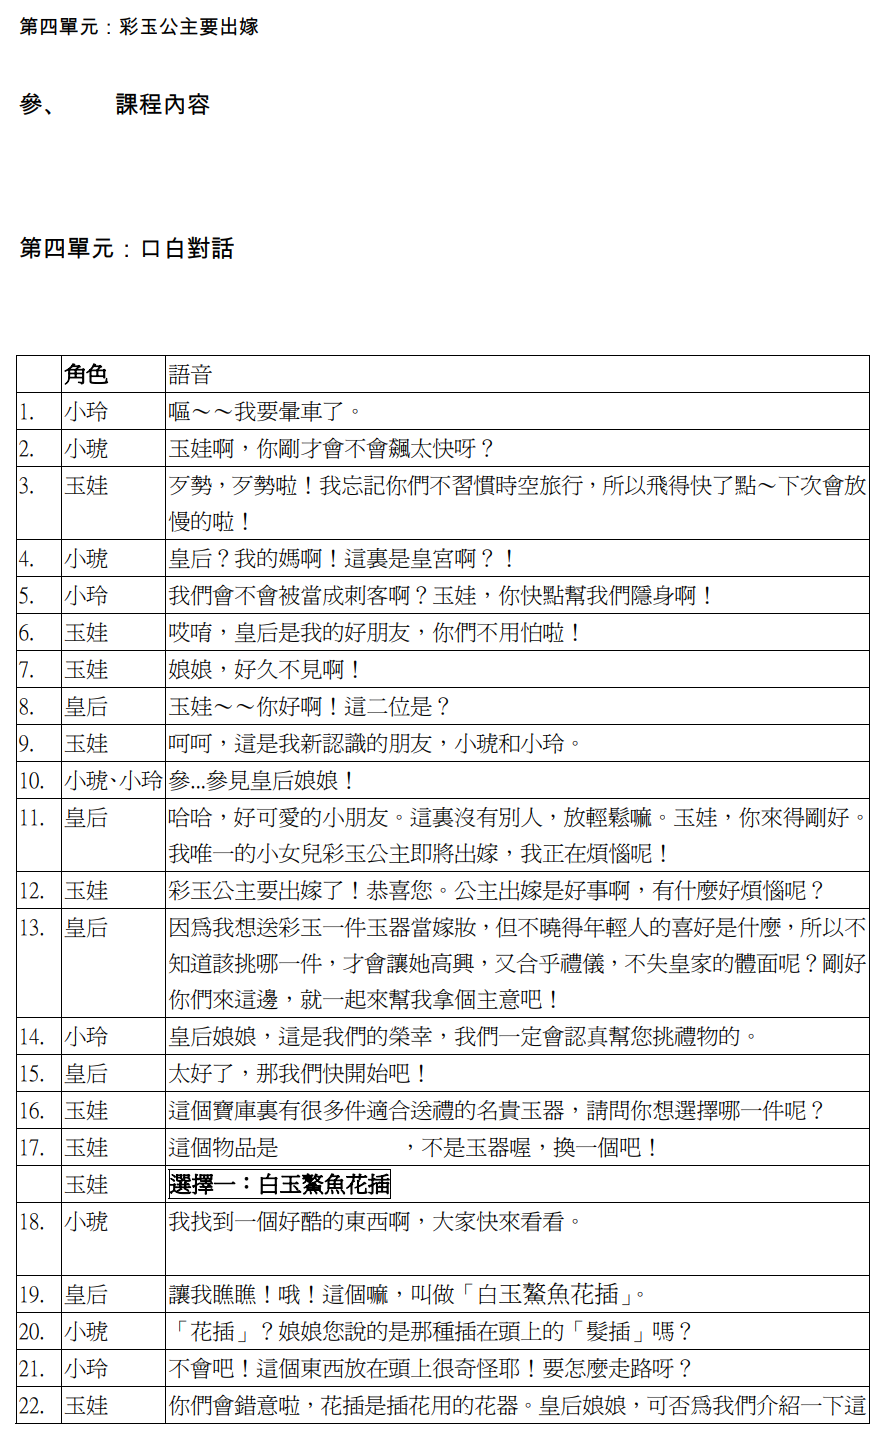 第四單元：彩玉公主要出嫁
參、 課程內容
第四單元：口白對話
角色 語音
1. 小玲 嘔～～我要暈車了。
2. 小琥 玉娃啊，你剛才會不會飆太快呀？
3. 玉娃 歹勢，歹勢啦！我忘記你們不習慣時空旅行，所以飛得快了點～下次會放
慢的啦！
4. 小琥 皇后？我的媽啊！這裏是皇宮啊？！
5. 小玲 我們會不會被當成刺客啊？玉娃，你快點幫我們隱身啊！
6. 玉娃 哎唷，皇后是我的好朋友，你們不用怕啦！
7. 玉娃 娘娘，好久不見啊！
8. 皇后 玉娃～～你好啊！這二位是？
9. 玉娃 呵呵，這是我新認識的朋友，小琥和小玲。
10. 小琥、小玲 參...參見皇后娘娘！
11. 皇后 哈哈，好可愛的小朋友。這裏沒有別人，放輕鬆嘛。玉娃，你來得剛好。
我唯一的小女兒彩玉公主即將出嫁，我正在煩惱呢！
12. 玉娃 彩玉公主要出嫁了！恭喜您。公主出嫁是好事啊，有什麼好煩惱呢？
13. 皇后 因為我想送彩玉一件玉器當嫁妝，但不曉得年輕人的喜好是什麼，所以不
知道該挑哪一件，才會讓她高興，又合乎禮儀，不失皇家的體面呢？剛好
你們來這邊，就一起來幫我拿個主意吧！
14. 小玲 皇后娘娘，這是我們的榮幸，我們一定會認真幫您挑禮物的。
15. 皇后 太好了，那我們快開始吧！
16. 玉娃 這個寶庫裏有很多件適合送禮的名貴玉器，請問你想選擇哪一件呢？
17. 玉娃 這個物品是 ，不是玉器喔，換一個吧！
玉娃 選擇一：白玉鰲魚花插
18. 小琥 我找到一個好酷的東西啊，大家快來看看。
19. 皇后 讓我瞧瞧！哦！這個嘛，叫做「白玉鰲魚花插」。
20. 小琥 「花插」？娘娘您說的是那種插在頭上的「髮插」嗎？
21. 小玲 不會吧！這個東西放在頭上很奇怪耶！要怎麼走路呀？
22. 玉娃 你們會錯意啦，花插是插花用的花器。皇后娘娘，可否為我們介紹一下這